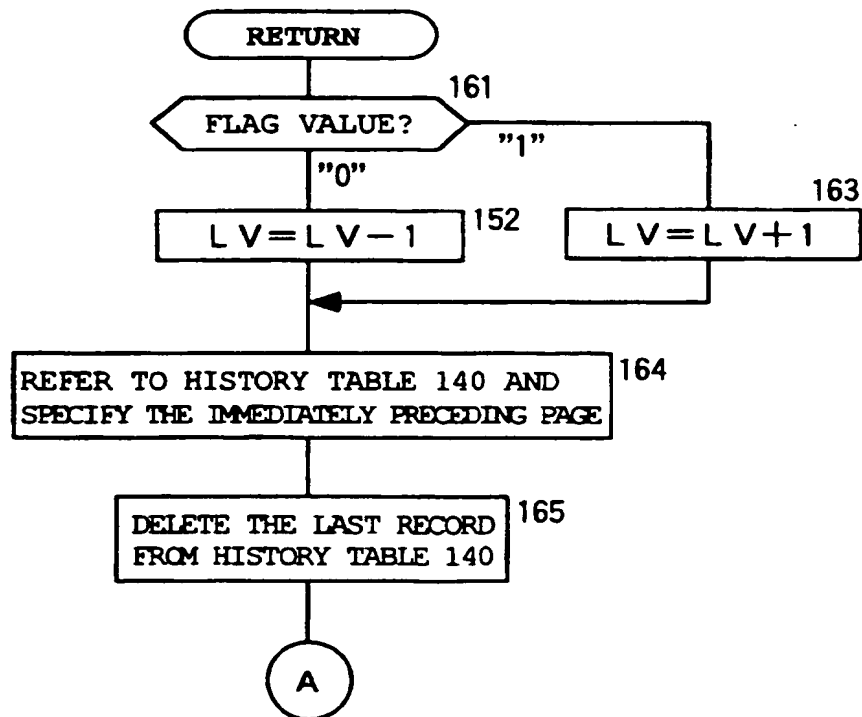 RETURN
161
FLAG VALUE?
"1"
"0"
163
LV=LV-1
152
LV=LV+1
REFER TO HISTORY TABLE 140 AND
164
SPECIFY THE IMMEDIATELY PRECEDING PAGE
DELETE THE LAST RECORD
165
FROM HISTORY TABLE 140
A